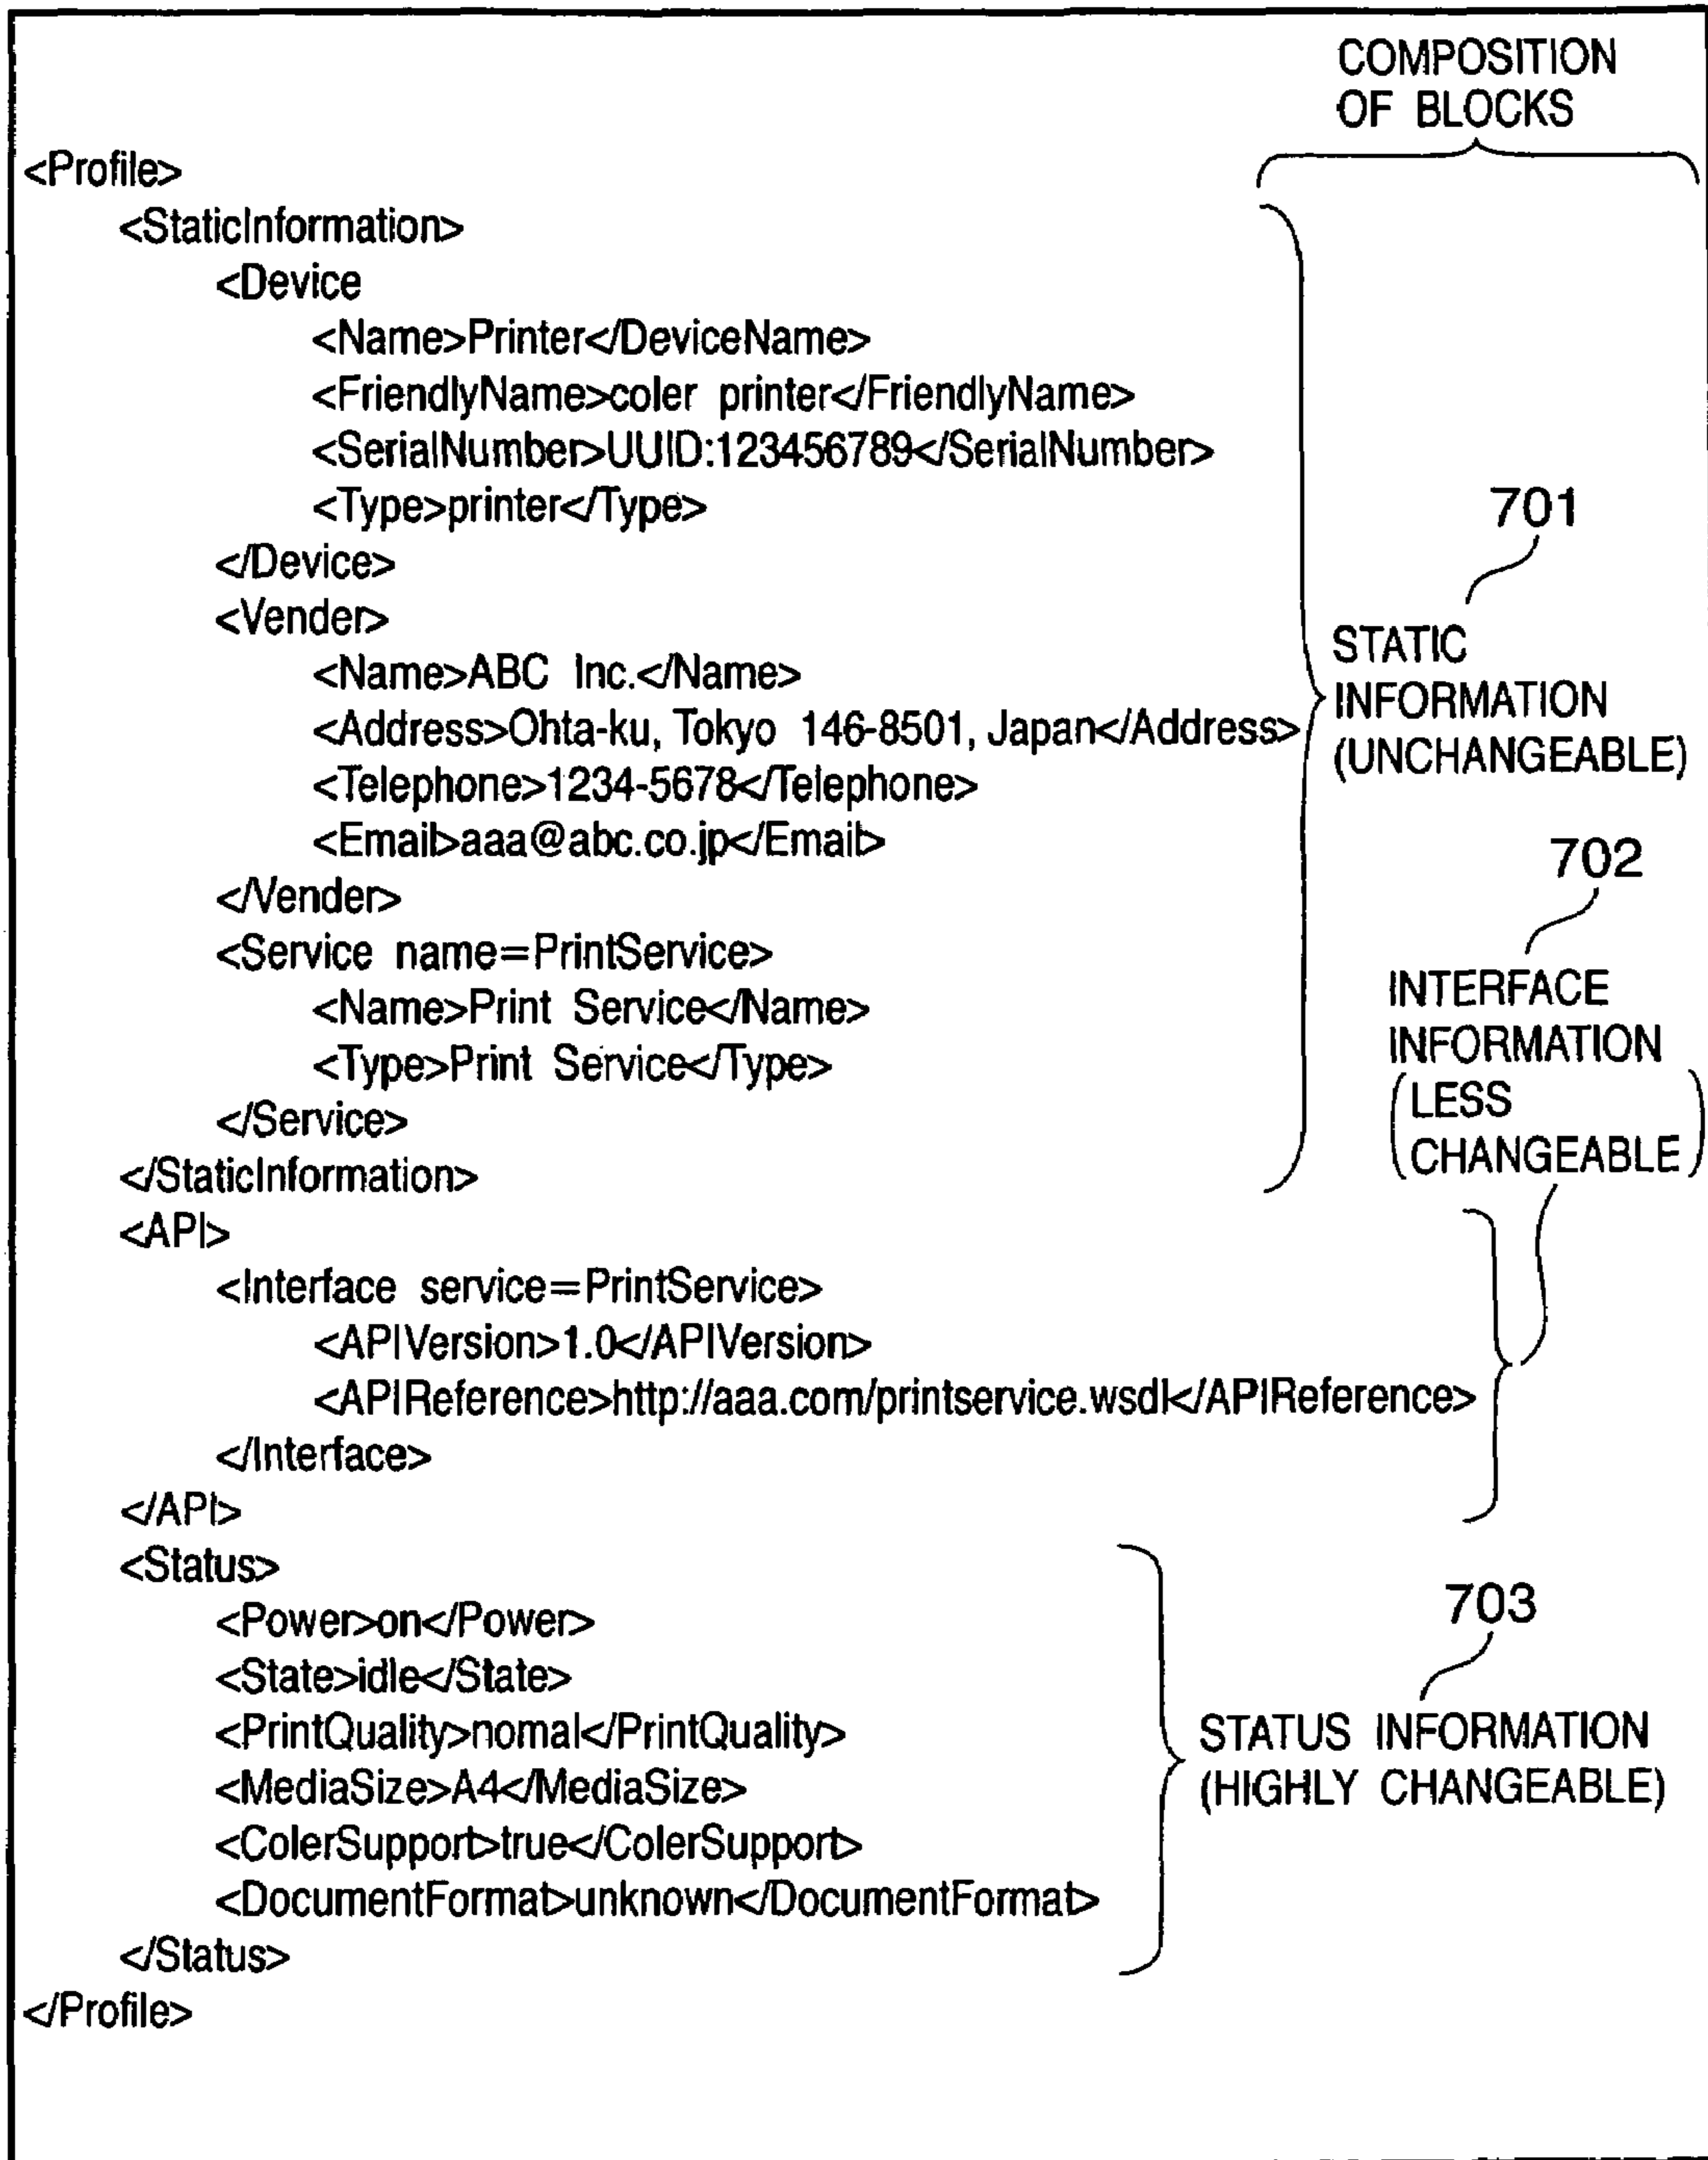 COMPOSITION
OF BLOCKS
<Profile>
<StaticInformation>
<Device
<Name>Printer</DeviceName>
<FriendlyName>coler printer</FriendlyName>
<SerialNumber>UUID:123456789</SerialNumber>
<Type>printer</Type>
</Device>
<Vender>
<Name>ABC Inc.</Name>
<Address>Ohta-ku, Tokyo 146-8501, Japan</Address>
<Telephone>1234-5678</Telephone>
<Email>aaa@abc.co.jp</Email>
</Vender>
<Service name=PrintService>
<Name>Print Service</Name>
<Type>Print Service</Type>
</Service>
</StaticInformation>
701
STATIC
INFORMATION
(UNCHANGEABLE)
<API>
<Interface service=PrintService>
<APIVersion>1.0</APIVersion>
<APIReference>http://aaa.com/printservice.wsdl</APIReference>
</Interface>
</API>
702
INTERFACE
INFORMATION
(LESS
CHANGEABLE)
<Status>
<Power>on</Power>
<State>idle</State>
<PrintQuality>nomal</PrintQuality>
<MediaSize>A4</MediaSize>
<ColerSupport>true</ColerSupport>
<DocumentFormat>unknown</DocumentFormat>
</Status>
703
STATUS INFORMATION
(HIGHLY CHANGEABLE)
</Profile>